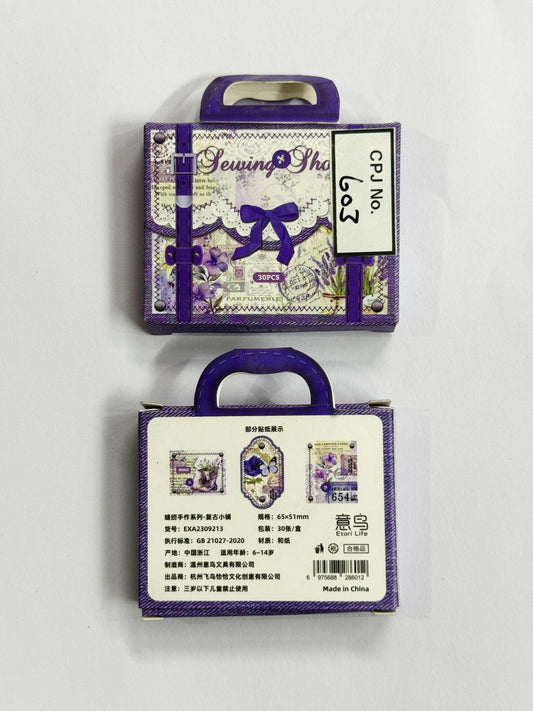 Sewing Sho
CPJ No.
603
30PCS
PARFUMERIE
部分贴纸展示
654
缝纫手作系列-复古小铺
规格: 65×51mm
货号: EXA2309213
包装: 30张/盒
执行标准: GB 21027-2020
材质: 和纸
产地: 中国浙江
适用年龄: 6~14岁
制造商: 温州意鸟文具有限公司
出品商: 杭州飞鸟恰恰文化创意有限公司
注意: 三岁以下儿童禁止使用
意鸟
Etori Life
纸
合格品
6 975688 286012
Made in China